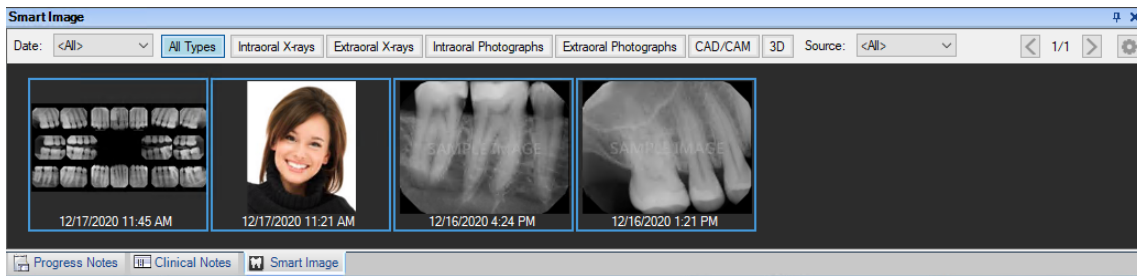 Smart Image
Date: <All> All Types Intraoral X-rays Extraoral X-rays Intraoral Photographs Extraoral Photographs CAD/CAM 3D Source: <All> 1/1
SAMPLE IMAGE SAMPLE IMAGE
12/17/2020 11:45 AM 12/17/2020 11:21 AM 12/16/2020 4:24 PM 12/16/2020 1:21 PM
Progress Notes Clinical Notes Smart Image